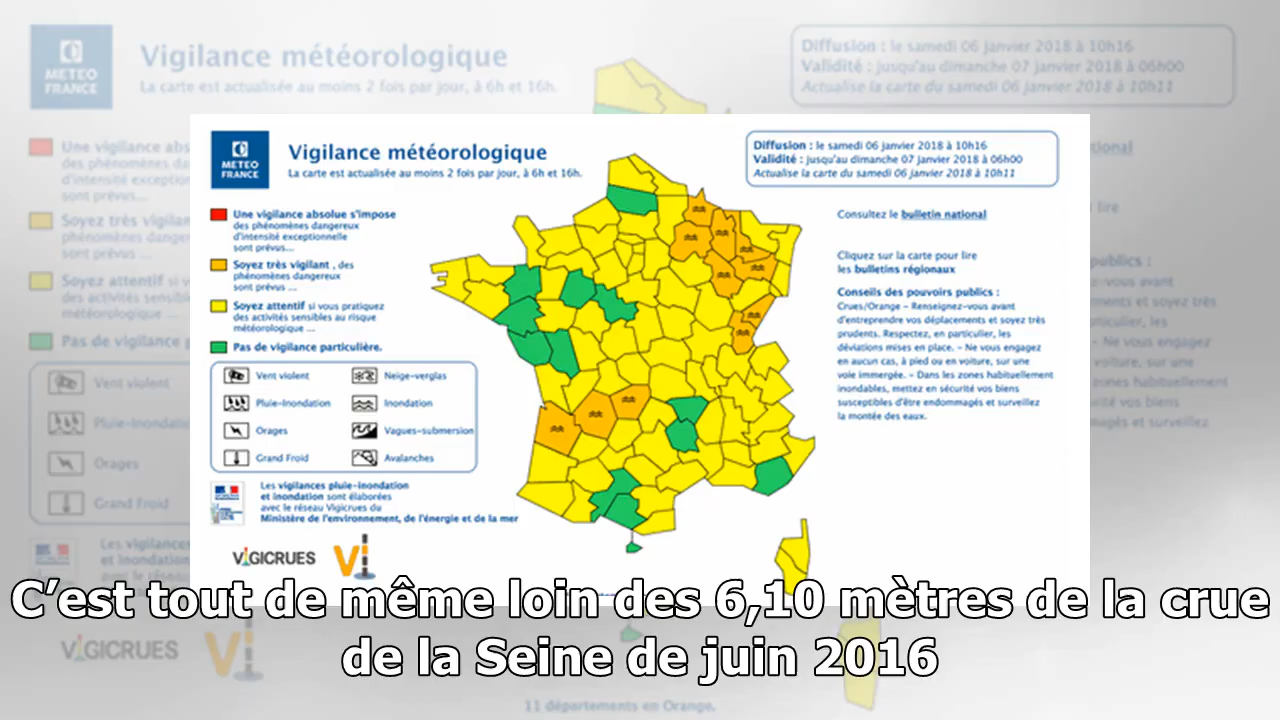 METEO
FRANCE
Vigilance météorologique
La carte est actualisée au moins 2 fois par jour, à 6h et 16h.
Diffusion : le samedi 06 janvier 2018 à 10h16
Validité : jusqu'au dimanche 07 janvier 2018 à 06h00
Actualise la carte du samedi 06 janvier 2018 à 10h11
Une vigilance absolue s'impose
des phénomènes dangereux
d'intensité exceptionnelle
sont prévus...
Soyez très vigilant , des
phénomènes dangereux
sont prévus ...
Soyez attentif si vous pratiquez
des activités sensibles au risque
météorologique ...
Pas de vigilance particulière.
Vent violent
Neige-verglas
Pluie-Inondation
Inondation
Orages
Vagues-submersion
Grand Froid
Avalanches
Les vigilances pluie-inondation
et inondation sont élaborées
avec le réseau Vigicrues du
Ministère de l'environnement, de l'énergie et de la mer
VIGICRUES
Consultez le bulletin national
Cliquez sur la carte pour lire
les bulletins régionaux
Conseils des pouvoirs publics :
Crues/Orange – Renseignez-vous avant
d'entreprendre vos déplacements et soyez très
prudents. Respectez, en particulier, les
déviations mises en place. – Ne vous engagez
en aucun cas, à pied ou en voiture, sur une
voie immergée. – Dans les zones habituellement
inondables, mettez en sécurité vos biens
susceptibles d'être endommagés et surveillez
la montée des eaux.
C’est tout de même loin des 6,10 mètres de la crue
de la Seine de juin 2016
11 départements en Orange.